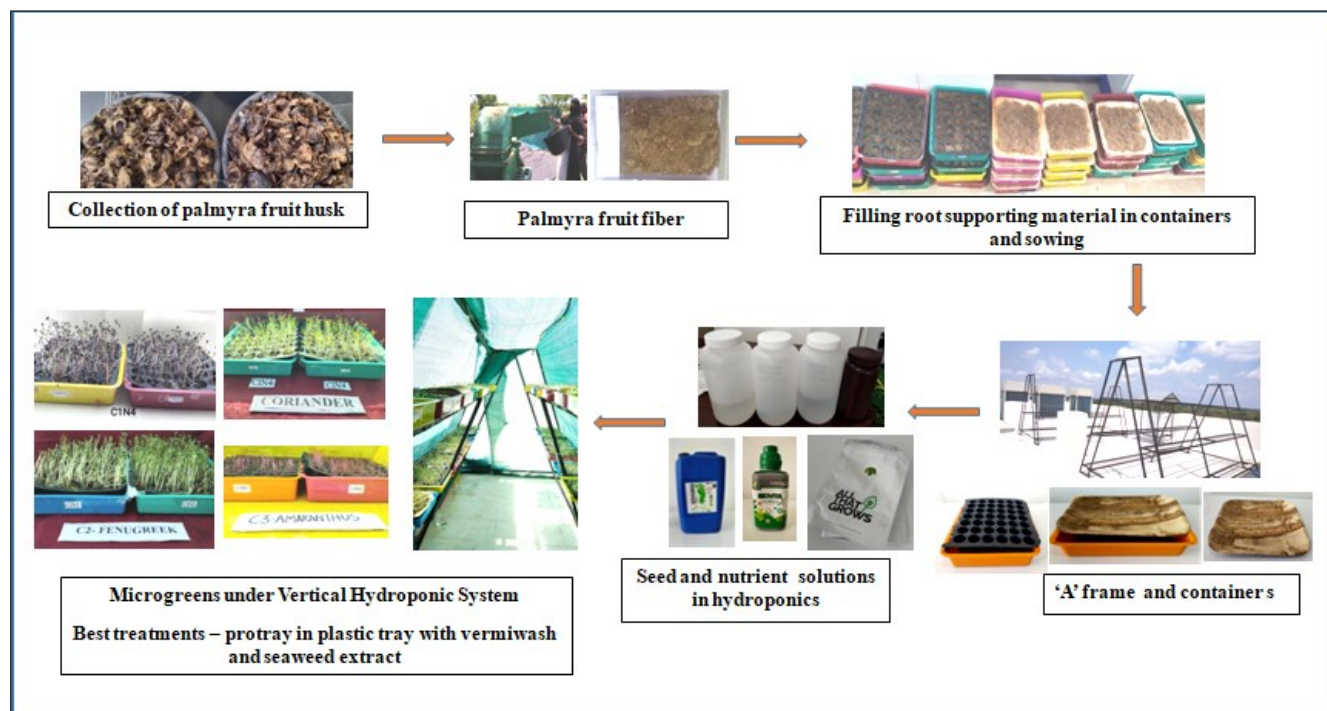 Collection of palmyra fruit husk
Palmyra fruit fiber
Filling root supporting material in containers
and sowing
C1N4
CORIANDER
C2- FENUGREEK
C3-AMARANTHUS
ALL
THAT
GROWS
Seed and nutrient solutions
in hydroponics
‘A’ frame and containers
Microgreens under Vertical Hydroponic System
Best treatments – protray in plastic tray with vermiwash
and seaweed extract